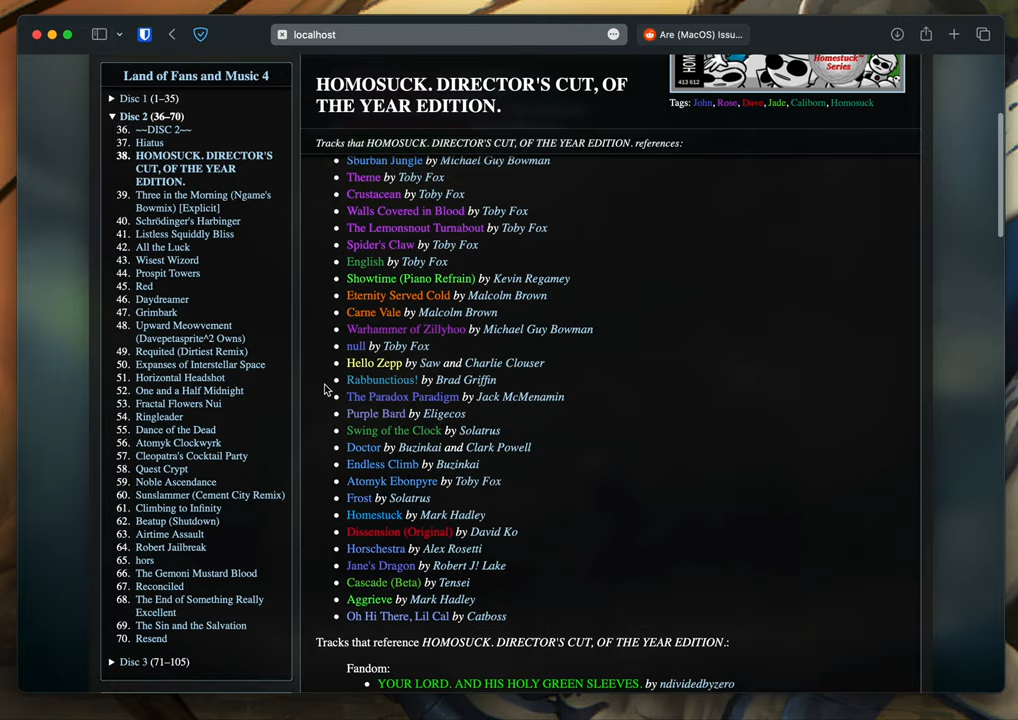 localhost
Are (MacOS) Issu...
Land of Fans and Music 4
Disc 1 (1–35)
Disc 2 (36–70)
36. ~~DISC 2~~
37. Hiatus
38. HOMOSUCK. DIRECTOR'S
CUT, OF THE YEAR
EDITION.
39. Three in the Morning (Ngame's
Bowmix) [Explicit]
40. Schrödinger's Harbinger
41. Listless Squiddly Bliss
42. All the Luck
43. Wisest Wizord
44. Prospit Towers
45. Red
46. Daydreamer
47. Grimbark
48. Upward Meowvement
(Davepetasprite^2 Owns)
49. Requited (Dirtiest Remix)
50. Expanses of Interstellar Space
51. Horizontal Headshot
52. One and a Half Midnight
53. Fractal Flowers Nui
54. Ringleader
55. Dance of the Dead
56. Atomyk Clockwyrk
57. Cleopatra's Cocktail Party
58. Quest Crypt
59. Noble Ascendance
60. Sunslammer (Cement City Remix)
61. Climbing to Infinity
62. Beatup (Shutdown)
63. Airtime Assault
64. Robert Jailbreak
65. hors
66. The Gemoni Mustard Blood
67. Reconciled
68. The End of Something Really
Excellent
69. The Sin and the Salvation
70. Resend
Disc 3 (71–105)
HOMOSUCK. DIRECTOR'S CUT, OF
THE YEAR EDITION.
Homestuck™
Series
413 612
Tags: John, Rose, Dave, Jade, Caliborn, Homosuck
Tracks that HOMOSUCK. DIRECTOR'S CUT, OF THE YEAR EDITION. references:
Sburban Jungle by Michael Guy Bowman
Theme by Toby Fox
Crustacean by Toby Fox
Walls Covered in Blood by Toby Fox
The Lemonsnout Turnabout by Toby Fox
Spider's Claw by Toby Fox
English by Toby Fox
Showtime (Piano Refrain) by Kevin Regamey
Eternity Served Cold by Malcolm Brown
Carne Vale by Malcolm Brown
Warhammer of Zillyhoo by Michael Guy Bowman
null by Toby Fox
Hello Zepp by Saw and Charlie Clouser
Rabbunctious! by Brad Griffin
The Paradox Paradigm by Jack McMenamin
Purple Bard by Eligecos
Swing of the Clock by Solatrus
Doctor by Buzinkai and Clark Powell
Endless Climb by Buzinkai
Atomyk Ebonpyre by Toby Fox
Frost by Solatrus
Homestuck by Mark Hadley
Dissension (Original) by David Ko
Horschestra by Alex Rosetti
Jane's Dragon by Robert J! Lake
Cascade (Beta) by Tensei
Aggrieve by Mark Hadley
Oh Hi There, Lil Cal by Catboss
Tracks that reference HOMOSUCK. DIRECTOR'S CUT, OF THE YEAR EDITION.:
Fandom:
YOUR LORD. AND HIS HOLY GREEN SLEEVES. by ndividedbyzero